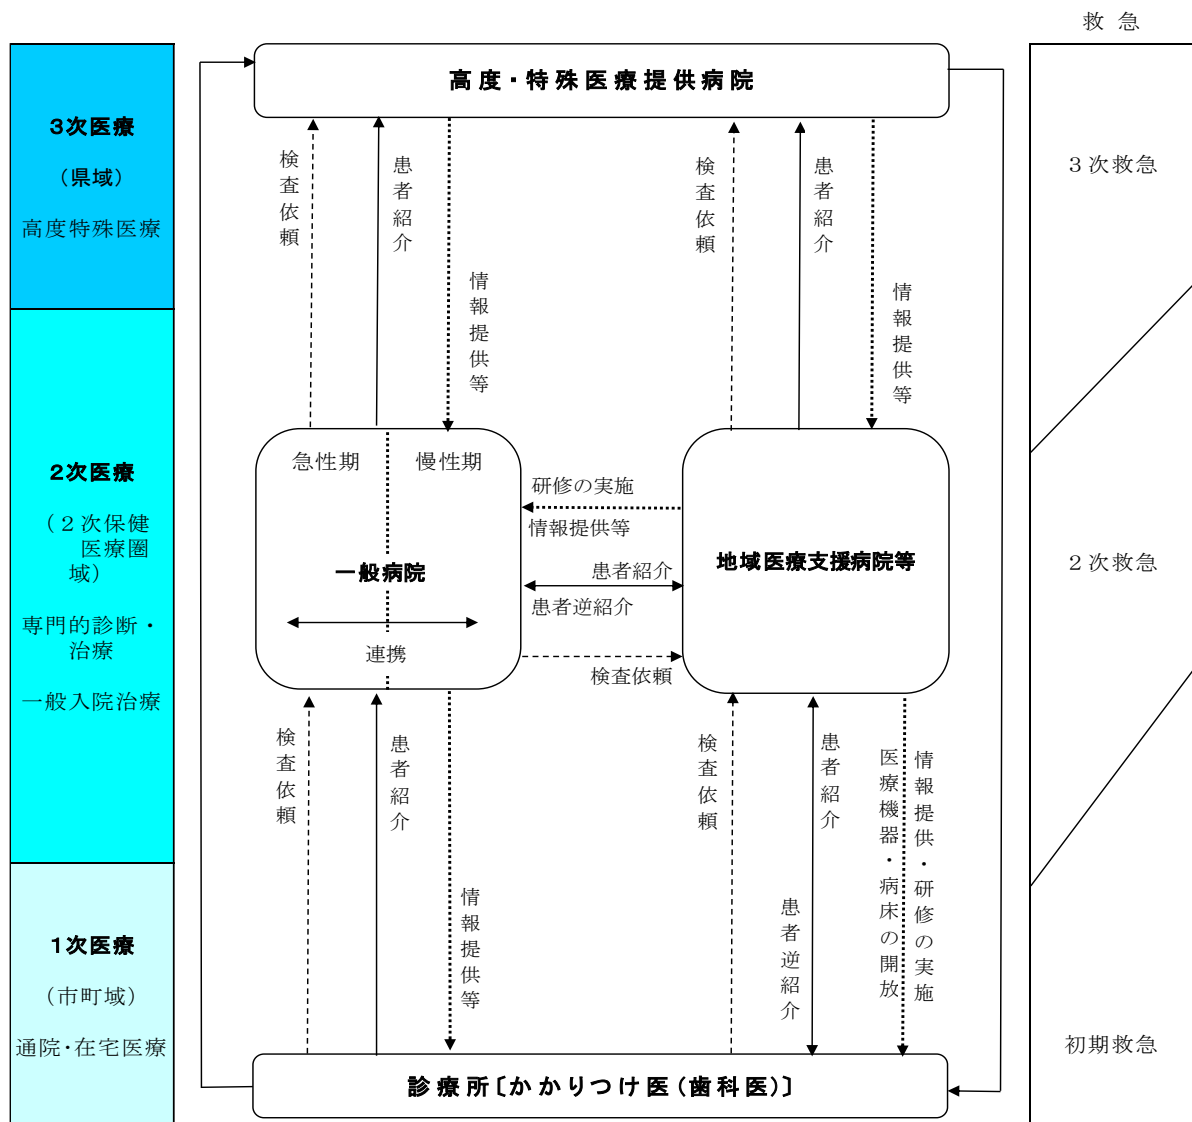 救 急
高度・特殊医療提供病院
3次医療
（県域）
高度特殊医療
検査依頼
患者紹介
情報提供等
検査依頼
患者紹介
情報提供等
３次救急
2次医療
（２次保健
医療圏
域）
専門的診断・
治療
一般入院治療
急性期
慢性期
一般病院
連携
研修の実施
情報提供等
患者紹介
患者逆紹介
検査依頼
地域医療支援病院等
２次救急
検査依頼
患者紹介
情報提供等
検査依頼
患者紹介
患者逆紹介
医療機器・病床の開放
情報提供・研修の実施
1次医療
（市町域）
通院・在宅医療
初期救急
診療所〔かかりつけ医（歯科医）〕